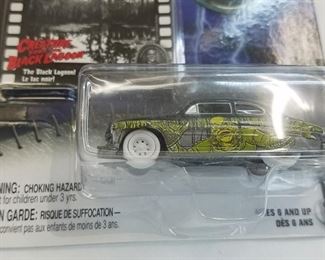 CREATURE
FROM THE
BLACK LAGOON
The Black Lagoon!
Le lac noir!
NING: CHOKING HAZARD
t for children under 3 yrs.
EN GARDE: RISQUE DE SUFFOCATION—
convient pas aux enfants de moins de 3 ans.
ES 8 AND UP
DÈS 8 ANS